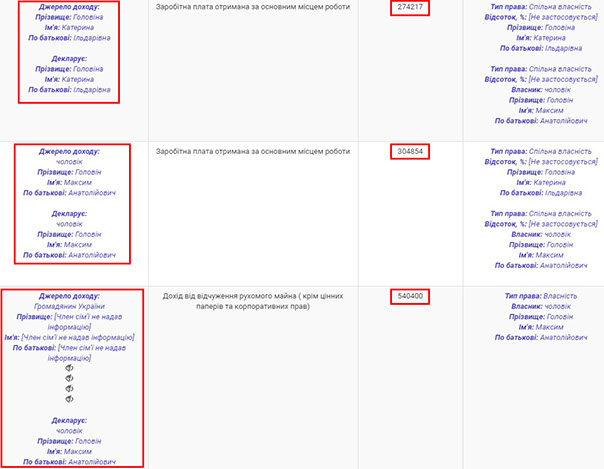 Джерело доходу:
Прізвище: Головіна
Ім'я: Катерина
По батькові: Ільдарівна
Декларує:
Прізвище: Головіна
Ім'я: Катерина
По батькові: Ільдарівна
Заробітна плата отримана за основним місцем роботи
274217
Тип права: Спільна власність
Відсоток, %: [Не застосовується]
Прізвище: Головіна
Ім'я: Катерина
По батькові: Ільдарівна
Тип права: Спільна власність
Відсоток, %: [Не застосовується]
Власник: чоловік
Прізвище: Головін
Ім'я: Максим
По батькові: Анатолійович
Джерело доходу:
чоловік
Прізвище: Головін
Ім'я: Максим
По батькові: Анатолійович
Декларує:
чоловік
Прізвище: Головін
Ім'я: Максим
По батькові: Анатолійович
Заробітна плата отримана за основним місцем роботи
304854
Тип права: Спільна власність
Відсоток, %: [Не застосовується]
Прізвище: Головіна
Ім'я: Катерина
По батькові: Ільдарівна
Тип права: Спільна власність
Відсоток, %: [Не застосовується]
Власник: чоловік
Прізвище: Головін
Ім'я: Максим
По батькові: Анатолійович
Джерело доходу:
Громадянин України
Прізвище: [Член сім'ї не надав
інформацію]
Ім'я: [Член сім'ї не надав інформацію]
По батькові: [Член сім'ї не надав
інформацію]
Декларує:
чоловік
Прізвище: Головін
Ім'я: Максим
По батькові: Анатолійович
Дохід від відчуження рухомого майна ( крім цінних
паперів та корпоративних прав)
540400
Тип права: Власність
Власник: чоловік
Прізвище: Головін
Ім'я: Максим
По батькові: Анатолійович